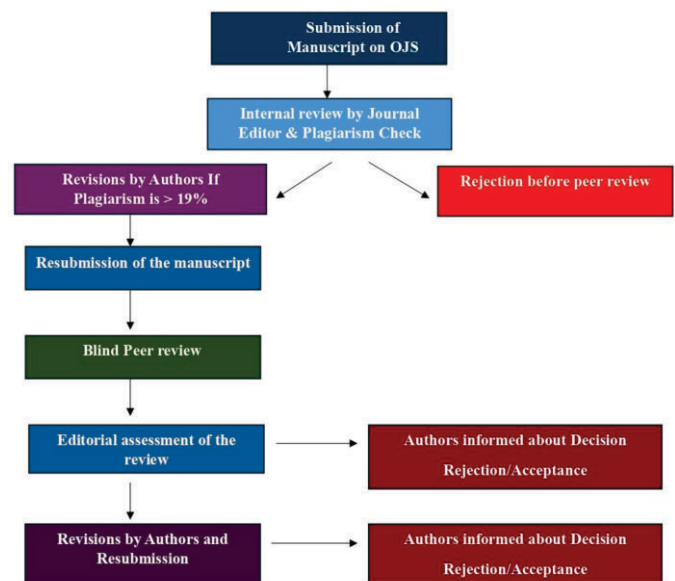 Submission of
Manuscript on OJS
Internal review by Journal
Editor & Plagiarism Check
Revisions by Authors If
Plagiarism is > 19%
Rejection before peer review
Resubmission of the manuscript
Blind Peer review
Editorial assessment of the
review
Authors informed about Decision
Rejection/Acceptance
Revisions by Authors and
Resubmission
Authors informed about Decision
Rejection/Acceptance